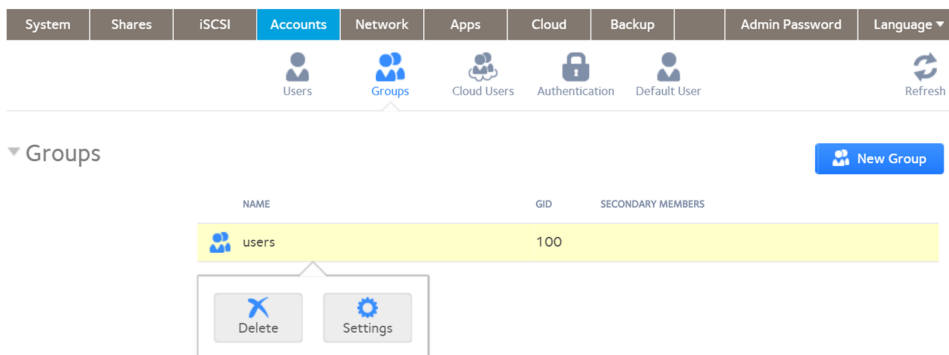 System Shares iSCSI Accounts Network Apps Cloud Backup Admin Password Language
Users Groups Cloud Users Authentication Default User Refresh
Groups New Group
NAME GID SECONDARY MEMBERS
users 100
Delete Settings